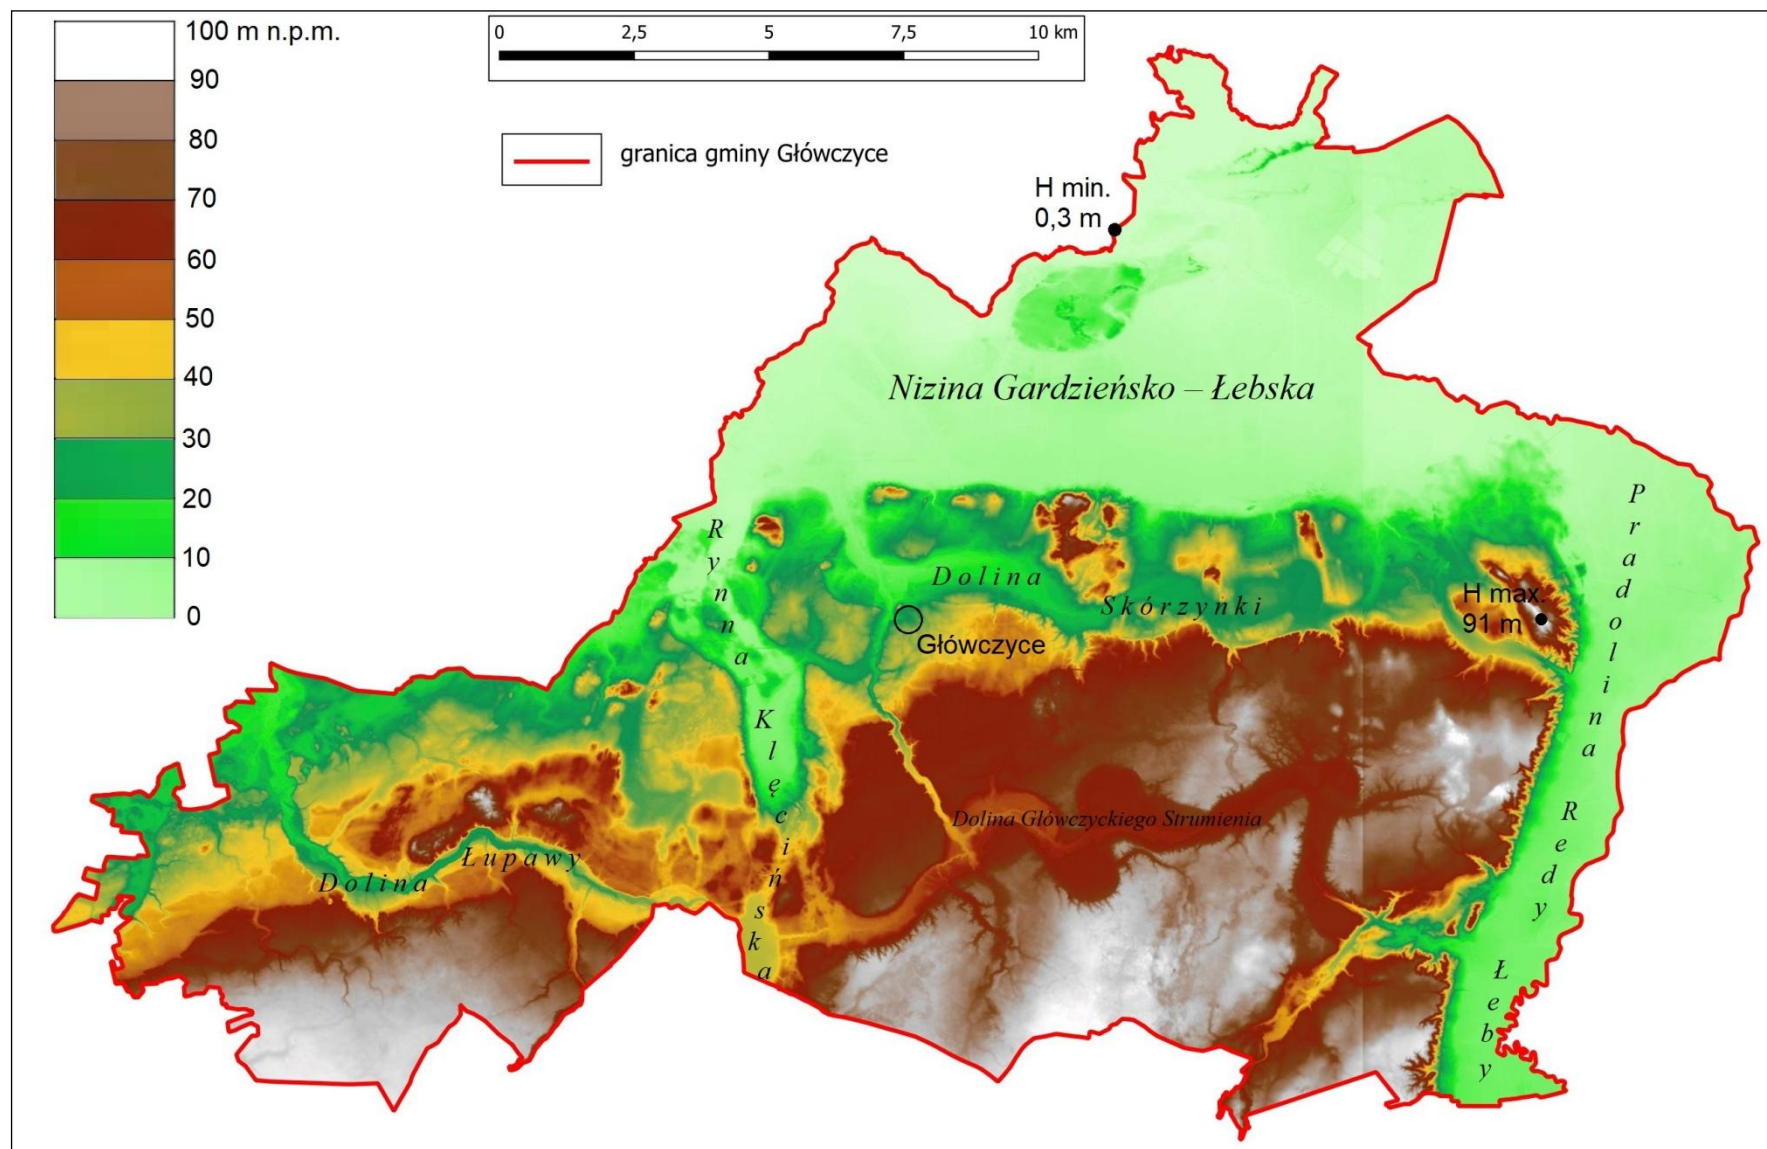 100 m n.p.m.
90
80
70
60
50
40
30
20
10
0
0 2,5 5 7,5 10 km
granica gminy Główczyce
H min.
0,3 m
Nizina Gardzieńsko – Łebska
Rynna
Klęcińska
Dolina
Skórzynki
Główczyce
H max.
91 m
Pradolina
Redy
Łeby
Dolina Główczyckiego Strumienia
Dolina
Łupawy